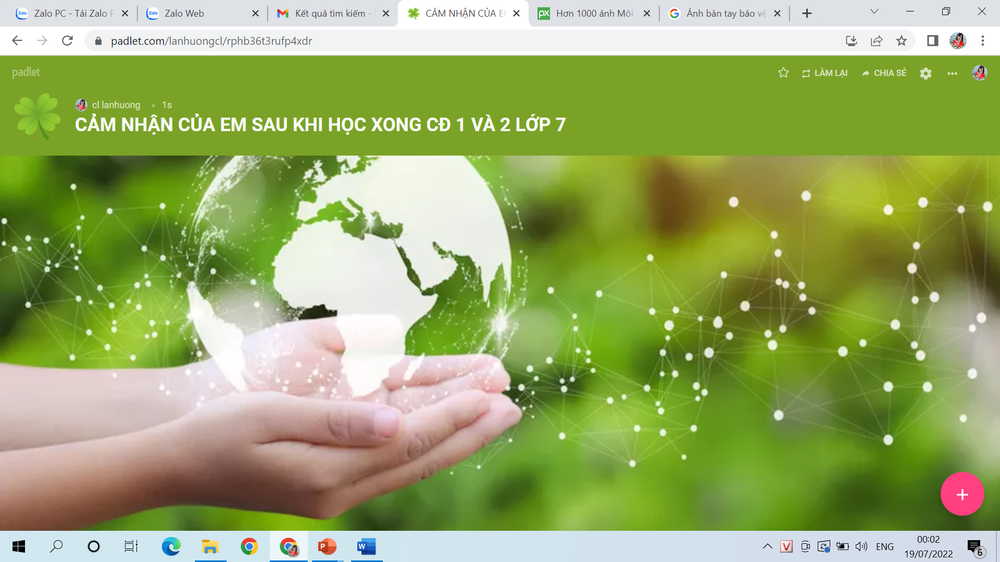 Zalo PC - Tải Zalo P
Zalo Web
Kết quả tìm kiếm -
CẢM NHẬN CỦA EM
Hơn 1000 ảnh Môi
Ảnh bàn tay bảo vệ
padlet.com/lanhuongcl/rphb36t3rufp4xdr
padlet
LÀM LẠI
CHIA SẺ
cl lanhuong • 1s
CẢM NHẬN CỦA EM SAU KHI HỌC XONG CĐ 1 VÀ 2 LỚP 7
ENG
00:02
19/07/2022
6